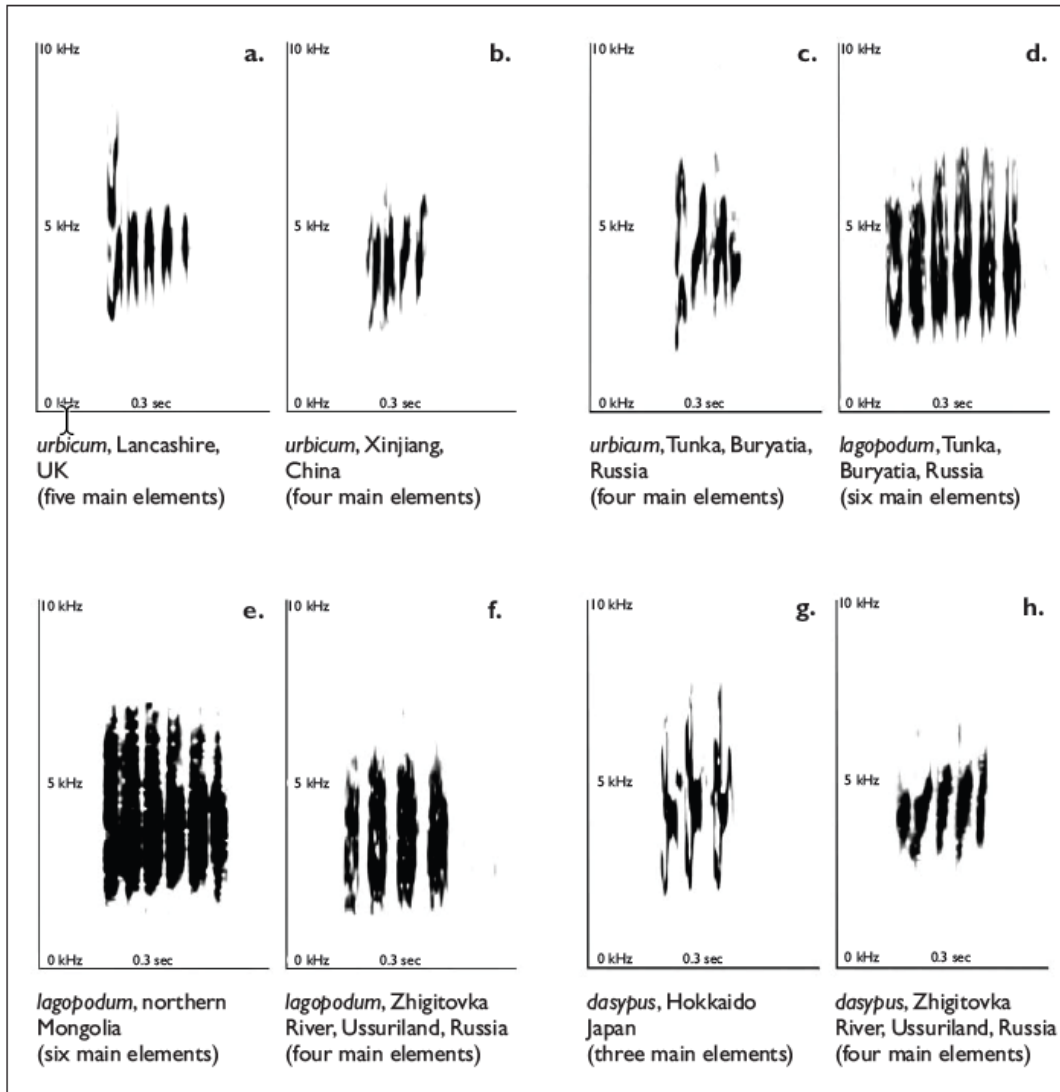 10 kHz
a.
5 kHz
0 kHz
0.3 sec
urbicum, Lancashire,
UK
(five main elements)
10 kHz
b.
5 kHz
0 kHz
0.3 sec
urbicum, Xinjiang,
China
(four main elements)
10 kHz
c.
5 kHz
0 kHz
0.3 sec
urbicum, Tunka, Buryatia,
Russia
(four main elements)
10 kHz
d.
5 kHz
0 kHz
0.3 sec
lagopodum, Tunka,
Buryatia, Russia
(six main elements)
10 kHz
e.
5 kHz
0 kHz
0.3 sec
lagopodum, northern
Mongolia
(six main elements)
10 kHz
f.
5 kHz
0 kHz
0.3 sec
lagopodum, Zhigitovka
River, Ussuriland, Russia
(four main elements)
10 kHz
g.
5 kHz
0 kHz
0.3 sec
dasypus, Hokkaido
Japan
(three main elements)
10 kHz
h.
5 kHz
0 kHz
0.3 sec
dasypus, Zhigitovka
River, Ussuriland, Russia
(four main elements)